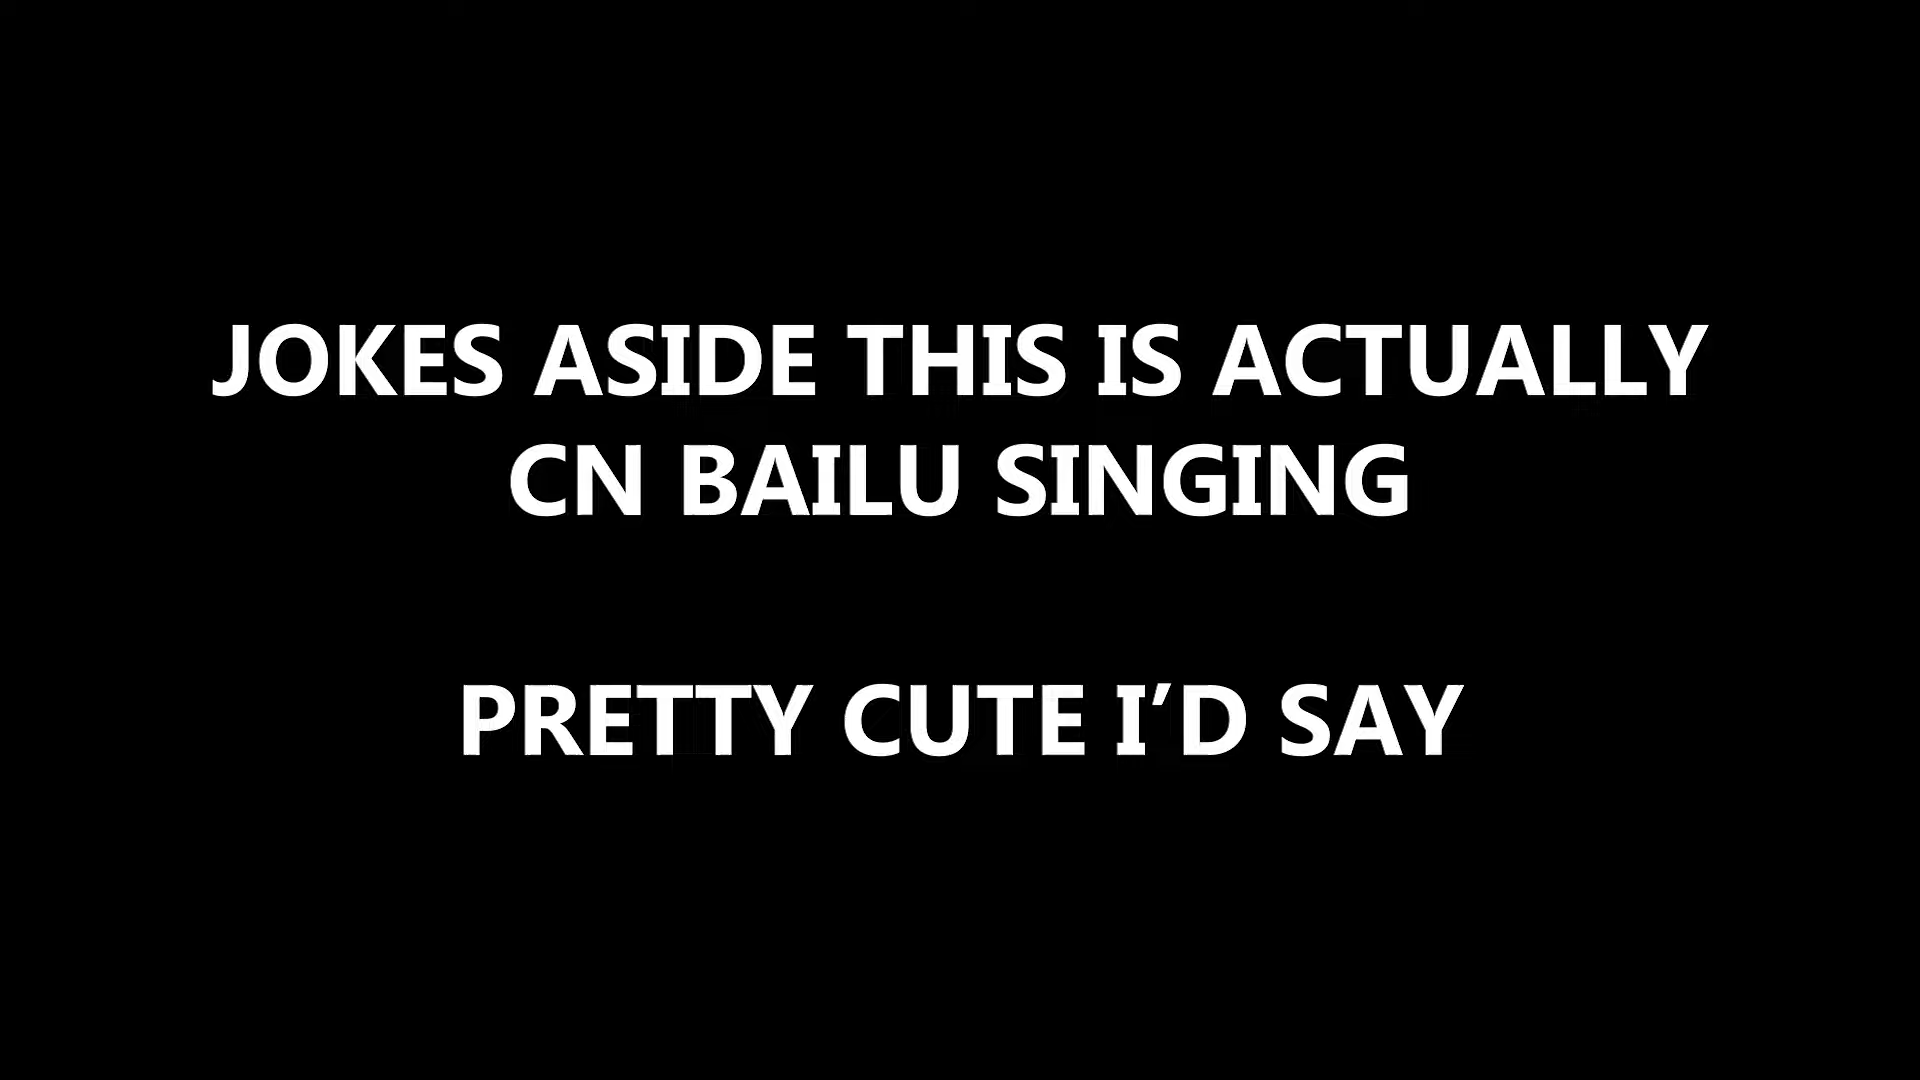 JOKES ASIDE THIS IS ACTUALLY
CN BAILU SINGING
PRETTY CUTE I’D SAY